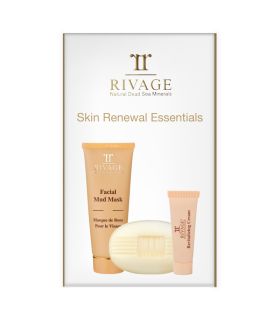 RIVAGE
Natural Dead Sea Minerals
Skin Renewal Essentials
RIVAGE
Facial
Mud Mask
Masque de Boue
Pour le Visage
RIVAGE
Revitalizing Cream